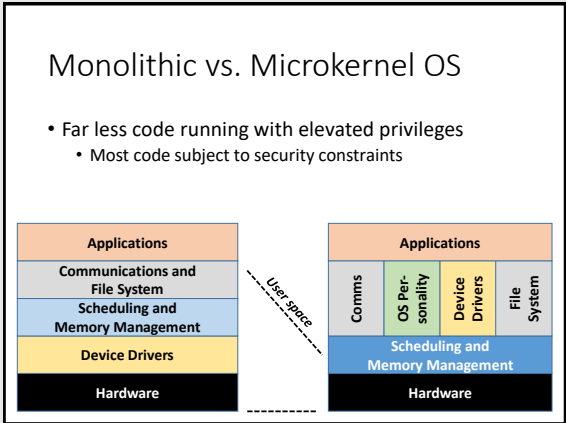 Monolithic vs. Microkernel OS
• Far less code running with elevated privileges
• Most code subject to security constraints
Applications
Communications and
File System
Scheduling and
Memory Management
Device Drivers
Hardware
User space
Applications
Comms
OS Per-
sonality
Device
Drivers
File
System
Scheduling and
Memory Management
Hardware